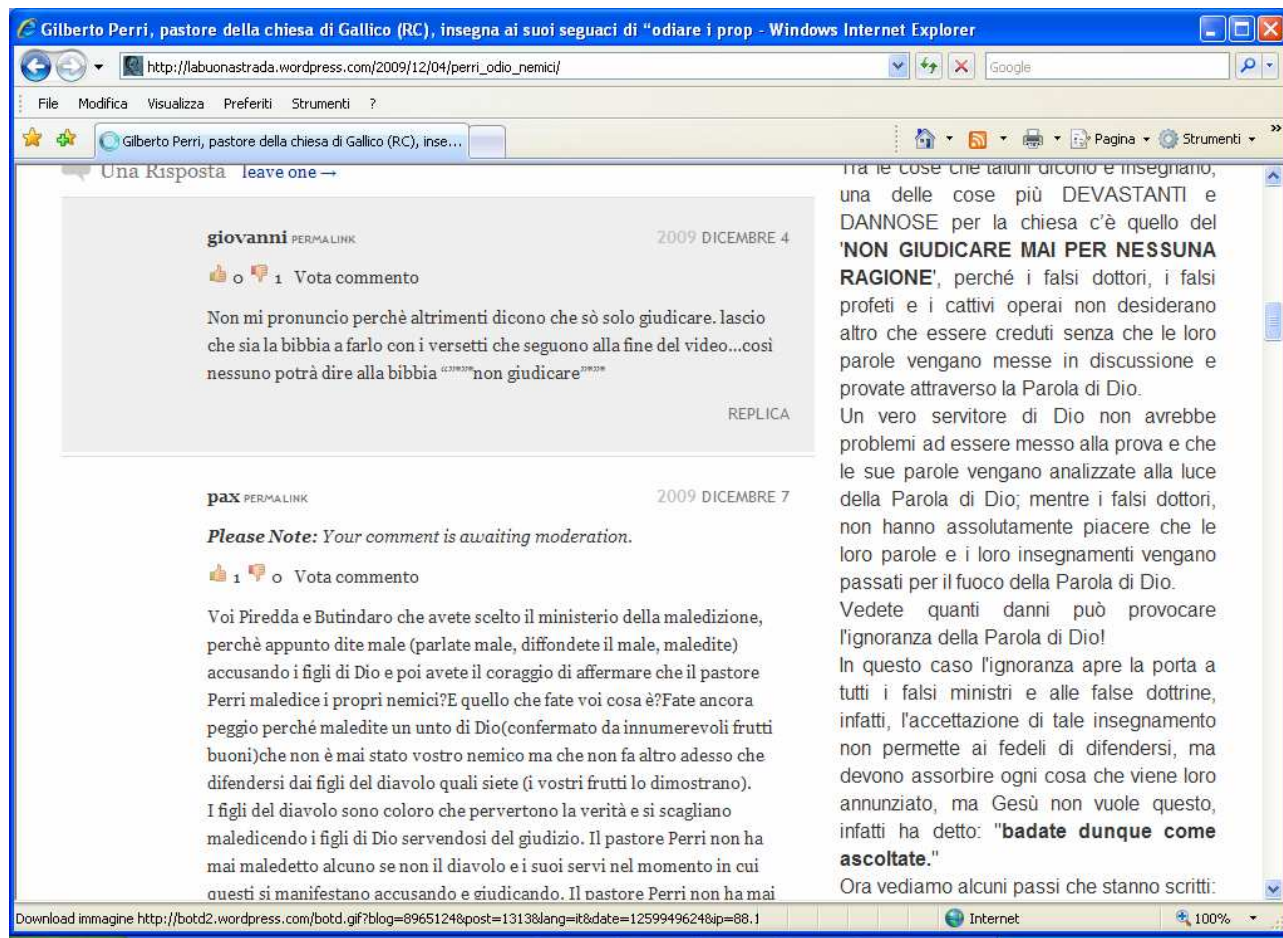 Gilberto Perri, pastore della chiesa di Gallico (RC), insegna ai suoi seguaci di “odiare i prop - Windows Internet Explorer
http://labuonastrada.wordpress.com/2009/12/04/perri_odio_nemici/
Google
File Modifica Visualizza Preferiti Strumenti ?
Gilberto Perri, pastore della chiesa di Gallico (RC), inse...
Pagina Strumenti »
Una Risposta leave one →
giovanni PERMALINK 2009 DICEMBRE 4
0 1 Vota commento
Non mi pronuncio perchè altrimenti dicono che sò solo giudicare. lascio
che sia la bibbia a farlo con i versetti che seguono alla fine del video...così
nessuno potrà dire alla bibbia “”””non giudicare””””
REPLICA
pax PERMALINK 2009 DICEMBRE 7
Please Note: Your comment is awaiting moderation.
1 0 Vota commento
Voi Piredda e Butindaro che avete scelto il ministerio della maledizione,
perchè appunto dite male (parlate male, diffondete il male, maledite)
accusando i figli di Dio e poi avete il coraggio di affermare che il pastore
Perri maledice i propri nemici?E quello che fate voi cosa è?Fate ancora
peggio perché maledite un unto di Dio(confermato da innumerevoli frutti
buoni)che non è mai stato vostro nemico ma che non fa altro adesso che
difendersi dai figli del diavolo quali siete (i vostri frutti lo dimostrano).
I figli del diavolo sono coloro che pervertono la verità e si scagliano
maledicendo i figli di Dio servendosi del giudizio. Il pastore Perri non ha
mai maledetto alcuno se non il diavolo e i suoi servi nel momento in cui
questi si manifestano accusando e giudicando. Il pastore Perri non ha mai
Tra le cose che taluni dicono e insegnano,
una delle cose più DEVASTANTI e
DANNOSE per la chiesa c'è quello del
'NON GIUDICARE MAI PER NESSUNA
RAGIONE', perché i falsi dottori, i falsi
profeti e i cattivi operai non desiderano
altro che essere creduti senza che le loro
parole vengano messe in discussione e
provate attraverso la Parola di Dio.
Un vero servitore di Dio non avrebbe
problemi ad essere messo alla prova e che
le sue parole vengano analizzate alla luce
della Parola di Dio; mentre i falsi dottori,
non hanno assolutamente piacere che le
loro parole e i loro insegnamenti vengano
passati per il fuoco della Parola di Dio.
Vedete quanti danni può provocare
l'ignoranza della Parola di Dio!
In questo caso l'ignoranza apre la porta a
tutti i falsi ministri e alle false dottrine,
infatti, l'accettazione di tale insegnamento
non permette ai fedeli di difendersi, ma
devono assorbire ogni cosa che viene loro
annunziato, ma Gesù non vuole questo,
infatti ha detto: "badate dunque come
ascoltate."
Ora vediamo alcuni passi che stanno scritti:
Download immagine http://botd2.wordpress.com/botd.gif?blog=8965124&post=1313&lang=it&date=1259949624&ip=88.1
Internet 100%